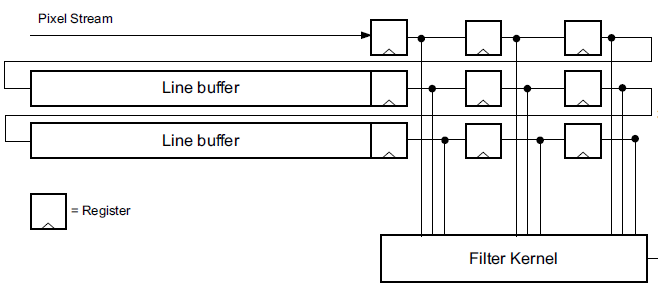 Pixel Stream
Line buffer
Line buffer
= Register
Filter Kernel